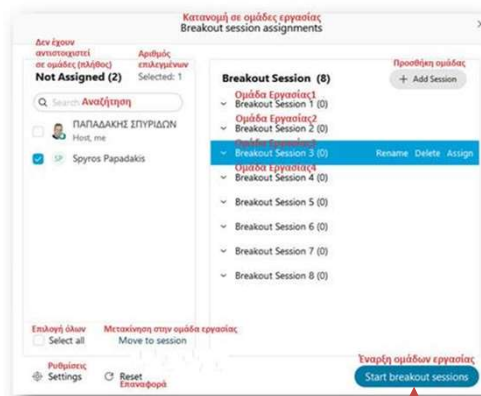 Κατανομή σε ομάδες εργασίας
Breakout session assignments
Δεν έχουν
αντιστοιχιστεί
σε ομάδες (πλήθος)
Αριθμός
επιλεγμένων
Not Assigned (2)
Selected: 1
Search Αναζήτηση
ΠΑΠΑΔΑΚΗΣ ΣΠΥΡΙΔΩΝ
Host, me
SP Spyros Papadakis
Επιλογή όλων
Μετακίνηση στην ομάδα εργασίας
Select all
Move to session
Προσθήκη ομάδας
Breakout Session (8)
+ Add Session
Ομάδα Εργασίας1
Breakout Session 1 (0)
Ομάδα Εργασίας2
Breakout Session 2 (0)
Ομάδα Εργασίας3
Breakout Session 3 (0) Rename Delete Assign
Ομάδα Εργασίας4
Breakout Session 4 (0)
Breakout Session 5 (0)
Breakout Session 6 (0)
Breakout Session 7 (0)
Breakout Session 8 (0)
Ρυθμίσεις
Settings
Reset
Επαναφορά
Έναρξη ομάδων εργασίας
Start breakout sessions